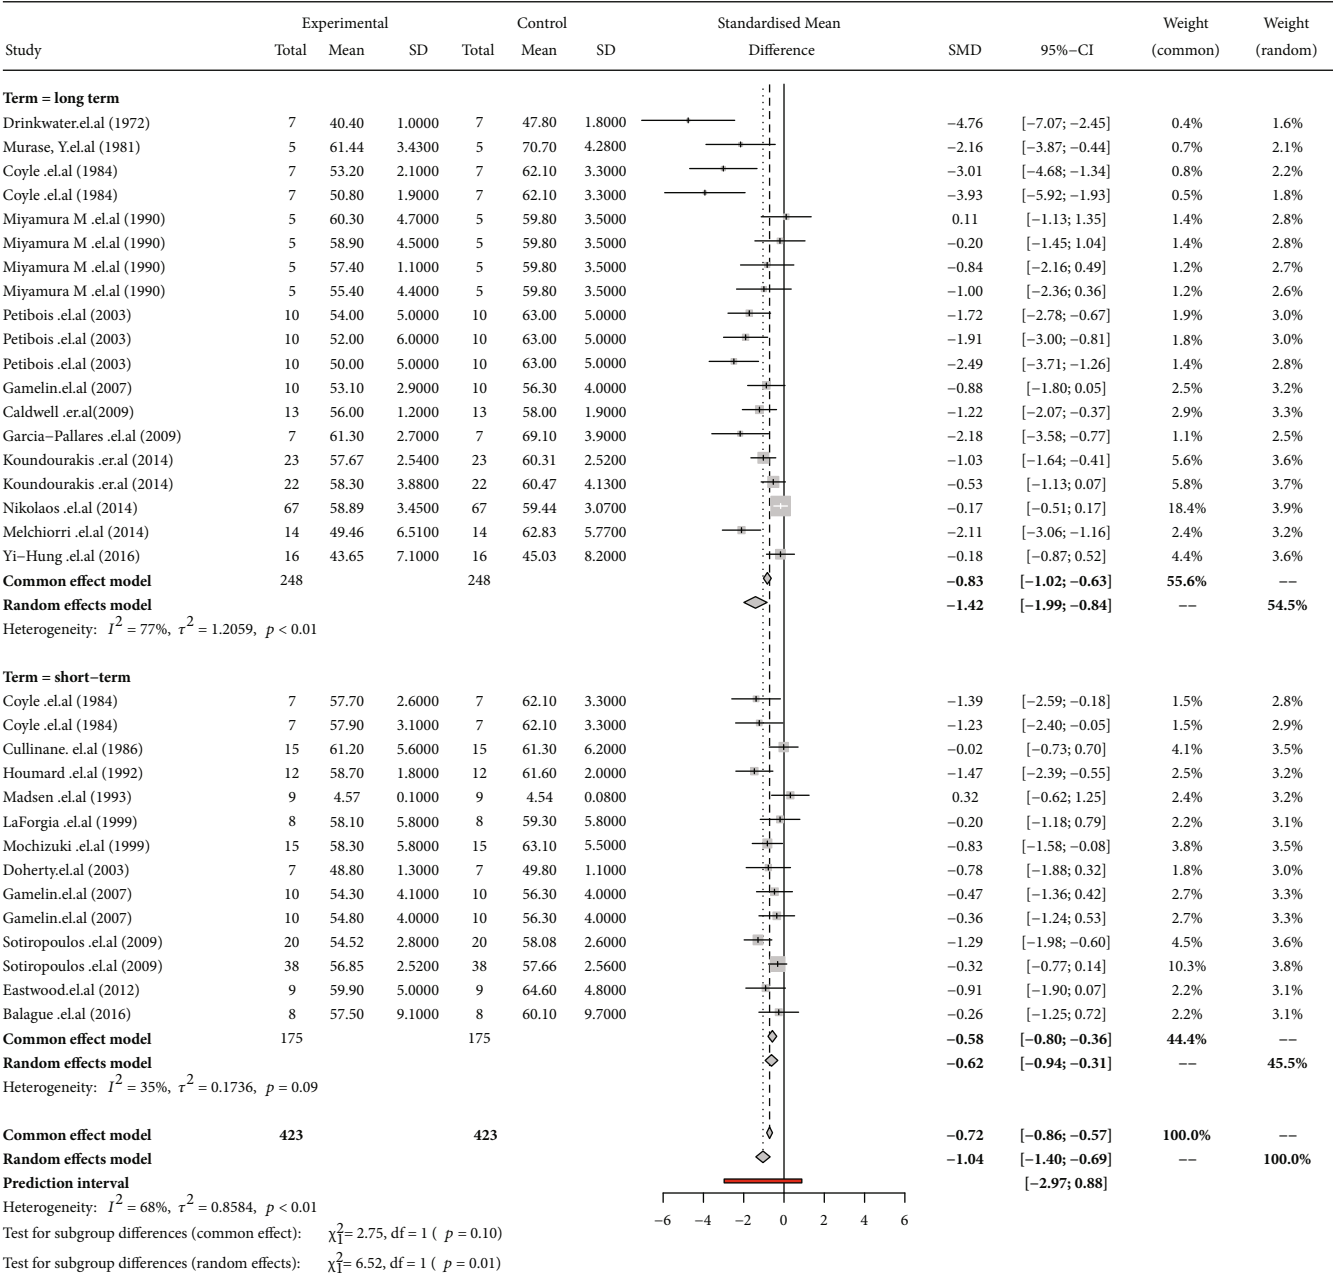 Experimental Control Standardised Mean Weight Weight
Study Total Mean SD Total Mean SD Difference SMD 95%−CI (common) (random)
Term = long term
Drinkwater.el.al (1972) 7 40.40 1.0000 7 47.80 1.8000 −4.76 [−7.07; −2.45] 0.4% 1.6%
Murase, Y.el.al (1981) 5 61.44 3.4300 5 70.70 4.2800 −2.16 [−3.87; −0.44] 0.7% 2.1%
Coyle .el.al (1984) 7 53.20 2.1000 7 62.10 3.3000 −3.01 [−4.68; −1.34] 0.8% 2.2%
Coyle .el.al (1984) 7 50.80 1.9000 7 62.10 3.3000 −3.93 [−5.92; −1.93] 0.5% 1.8%
Miyamura M .el.al (1990) 5 60.30 4.7000 5 59.80 3.5000 0.11 [−1.13; 1.35] 1.4% 2.8%
Miyamura M .el.al (1990) 5 58.90 4.5000 5 59.80 3.5000 −0.20 [−1.45; 1.04] 1.4% 2.8%
Miyamura M .el.al (1990) 5 57.40 1.1000 5 59.80 3.5000 −0.84 [−2.16; 0.49] 1.2% 2.7%
Miyamura M .el.al (1990) 5 55.40 4.4000 5 59.80 3.5000 −1.00 [−2.36; 0.36] 1.2% 2.6%
Petibois .el.al (2003) 10 54.00 5.0000 10 63.00 5.0000 −1.72 [−2.78; −0.67] 1.9% 3.0%
Petibois .el.al (2003) 10 52.00 6.0000 10 63.00 5.0000 −1.91 [−3.00; −0.81] 1.8% 3.0%
Petibois .el.al (2003) 10 50.00 5.0000 10 63.00 5.0000 −2.49 [−3.71; −1.26] 1.4% 2.8%
Gamelin.el.al (2007) 10 53.10 2.9000 10 56.30 4.0000 −0.88 [−1.80; 0.05] 2.5% 3.2%
Caldwell .er.al(2009) 13 56.00 1.2000 13 58.00 1.9000 −1.22 [−2.07; −0.37] 2.9% 3.3%
Garcia−Pallares .el.al (2009) 7 61.30 2.7000 7 69.10 3.9000 −2.18 [−3.58; −0.77] 1.1% 2.5%
Koundourakis .er.al (2014) 23 57.67 2.5400 23 60.31 2.5200 −1.03 [−1.64; −0.41] 5.6% 3.6%
Koundourakis .er.al (2014) 22 58.30 3.8800 22 60.47 4.1300 −0.53 [−1.13; 0.07] 5.8% 3.7%
Nikolaos .el.al (2014) 67 58.89 3.4500 67 59.44 3.0700 −0.17 [−0.51; 0.17] 18.4% 3.9%
Melchiorri .el.al (2014) 14 49.46 6.5100 14 62.83 5.7700 −2.11 [−3.06; −1.16] 2.4% 3.2%
Yi−Hung .el.al (2016) 16 43.65 7.1000 16 45.03 8.2000 −0.18 [−0.87; 0.52] 4.4% 3.6%
Common effect model 248 248 −0.83 [−1.02; −0.63] 55.6% −−
Random effects model −1.42 [−1.99; −0.84] −− 54.5%
Heterogeneity: I² = 77%, τ² = 1.2059, p < 0.01
Term = short−term
Coyle .el.al (1984) 7 57.70 2.6000 7 62.10 3.3000 −1.39 [−2.59; −0.18] 1.5% 2.8%
Coyle .el.al (1984) 7 57.90 3.1000 7 62.10 3.3000 −1.23 [−2.40; −0.05] 1.5% 2.9%
Cullinane. el.al (1986) 15 61.20 5.6000 15 61.30 6.2000 −0.02 [−0.73; 0.70] 4.1% 3.5%
Houmard .el.al (1992) 12 58.70 1.8000 12 61.60 2.0000 −1.47 [−2.39; −0.55] 2.5% 3.2%
Madsen .el.al (1993) 9 4.57 0.1000 9 4.54 0.0800 0.32 [−0.62; 1.25] 2.4% 3.2%
LaForgia .el.al (1999) 8 58.10 5.8000 8 59.30 5.8000 −0.20 [−1.18; 0.79] 2.2% 3.1%
Mochizuki .el.al (1999) 15 58.30 5.8000 15 63.10 5.5000 −0.83 [−1.58; −0.08] 3.8% 3.5%
Doherty.el.al (2003) 7 48.80 1.3000 7 49.80 1.1000 −0.78 [−1.88; 0.32] 1.8% 3.0%
Gamelin.el.al (2007) 10 54.30 4.1000 10 56.30 4.0000 −0.47 [−1.36; 0.42] 2.7% 3.3%
Gamelin.el.al (2007) 10 54.80 4.0000 10 56.30 4.0000 −0.36 [−1.24; 0.53] 2.7% 3.3%
Sotiropoulos .el.al (2009) 20 54.52 2.8000 20 58.08 2.6000 −1.29 [−1.98; −0.60] 4.5% 3.6%
Sotiropoulos .el.al (2009) 38 56.85 2.5200 38 57.66 2.5600 −0.32 [−0.77; 0.14] 10.3% 3.8%
Eastwood.el.al (2012) 9 59.90 5.0000 9 64.60 4.8000 −0.91 [−1.90; 0.07] 2.2% 3.1%
Balague .el.al (2016) 8 57.50 9.1000 8 60.10 9.7000 −0.26 [−1.25; 0.72] 2.2% 3.1%
Common effect model 175 175 −0.58 [−0.80; −0.36] 44.4% −−
Random effects model −0.62 [−0.94; −0.31] −− 45.5%
Heterogeneity: I² = 35%, τ² = 0.1736, p = 0.09
Common effect model 423 423 −0.72 [−0.86; −0.57] 100.0% −−
Random effects model −1.04 [−1.40; −0.69] −− 100.0%
Prediction interval [−2.97; 0.88]
Heterogeneity: I² = 68%, τ² = 0.8584, p < 0.01
−6 −4 −2 0 2 4 6
Test for subgroup differences (common effect): χ²₁= 2.75, df = 1 ( p = 0.10)
Test for subgroup differences (random effects): χ²₁= 6.52, df = 1 ( p = 0.01)